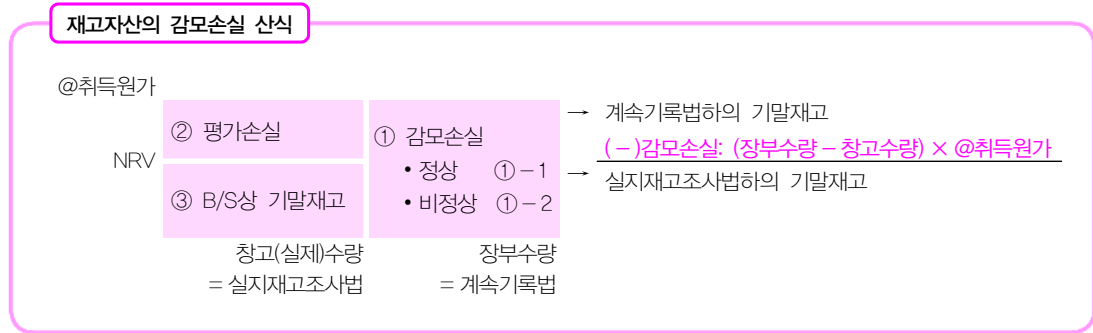 재고자산의 감모손실 산식
@취득원가
② 평가손실
NRV
③ B/S상 기말재고
① 감모손실
• 정상 ①-1
• 비정상 ①-2
→ 계속기록법하의 기말재고
(-)감모손실: (장부수량 - 창고수량) × @취득원가
→ 실지재고조사법하의 기말재고
창고(실제)수량
= 실지재고조사법
장부수량
= 계속기록법